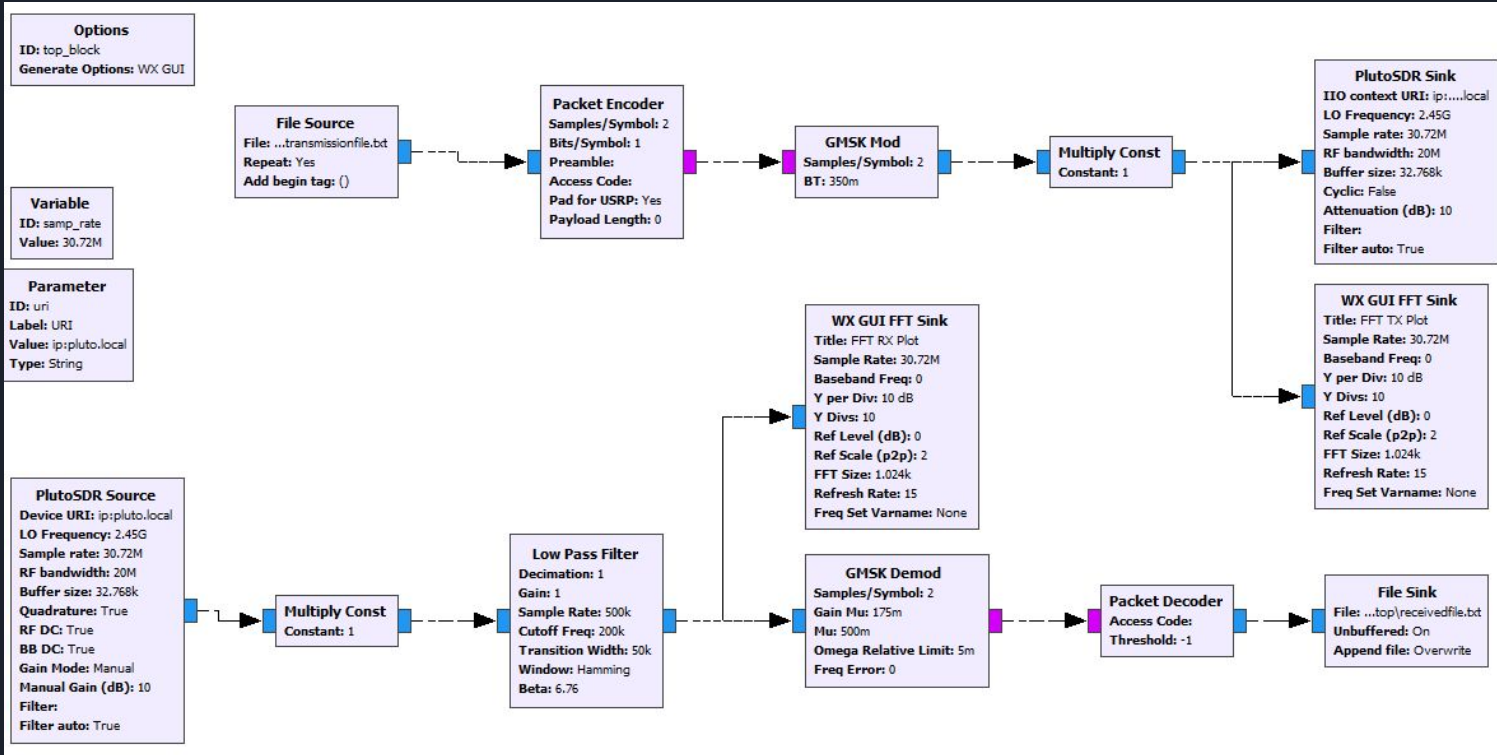 Options
ID: top_block
Generate Options: WX GUI
Variable
ID: samp_rate
Value: 30.72M
Parameter
ID: uri
Label: URI
Value: ip:pluto.local
Type: String
File Source
File: ...transmissionfile.txt
Repeat: Yes
Add begin tag: ()
Packet Encoder
Samples/Symbol: 2
Bits/Symbol: 1
Preamble:
Access Code:
Pad for USRP: Yes
Payload Length: 0
GMSK Mod
Samples/Symbol: 2
BT: 350m
Multiply Const
Constant: 1
PlutoSDR Sink
IIO context URI: ip:....local
LO Frequency: 2.45G
Sample rate: 30.72M
RF bandwidth: 20M
Buffer size: 32.768k
Cyclic: False
Attenuation (dB): 10
Filter:
Filter auto: True
WX GUI FFT Sink
Title: FFT TX Plot
Sample Rate: 30.72M
Baseband Freq: 0
Y per Div: 10 dB
Y Divs: 10
Ref Level (dB): 0
Ref Scale (p2p): 2
FFT Size: 1.024k
Refresh Rate: 15
Freq Set Varname: None
WX GUI FFT Sink
Title: FFT RX Plot
Sample Rate: 30.72M
Baseband Freq: 0
Y per Div: 10 dB
Y Divs: 10
Ref Level (dB): 0
Ref Scale (p2p): 2
FFT Size: 1.024k
Refresh Rate: 15
Freq Set Varname: None
PlutoSDR Source
Device URI: ip:pluto.local
LO Frequency: 2.45G
Sample rate: 30.72M
RF bandwidth: 20M
Buffer size: 32.768k
Quadrature: True
RF DC: True
BB DC: True
Gain Mode: Manual
Manual Gain (dB): 10
Filter:
Filter auto: True
Multiply Const
Constant: 1
Low Pass Filter
Decimation: 1
Gain: 1
Sample Rate: 500k
Cutoff Freq: 200k
Transition Width: 50k
Window: Hamming
Beta: 6.76
GMSK Demod
Samples/Symbol: 2
Gain Mu: 175m
Mu: 500m
Omega Relative Limit: 5m
Freq Error: 0
Packet Decoder
Access Code:
Threshold: -1
File Sink
File: ...top\receivedfile.txt
Unbuffered: On
Append file: Overwrite